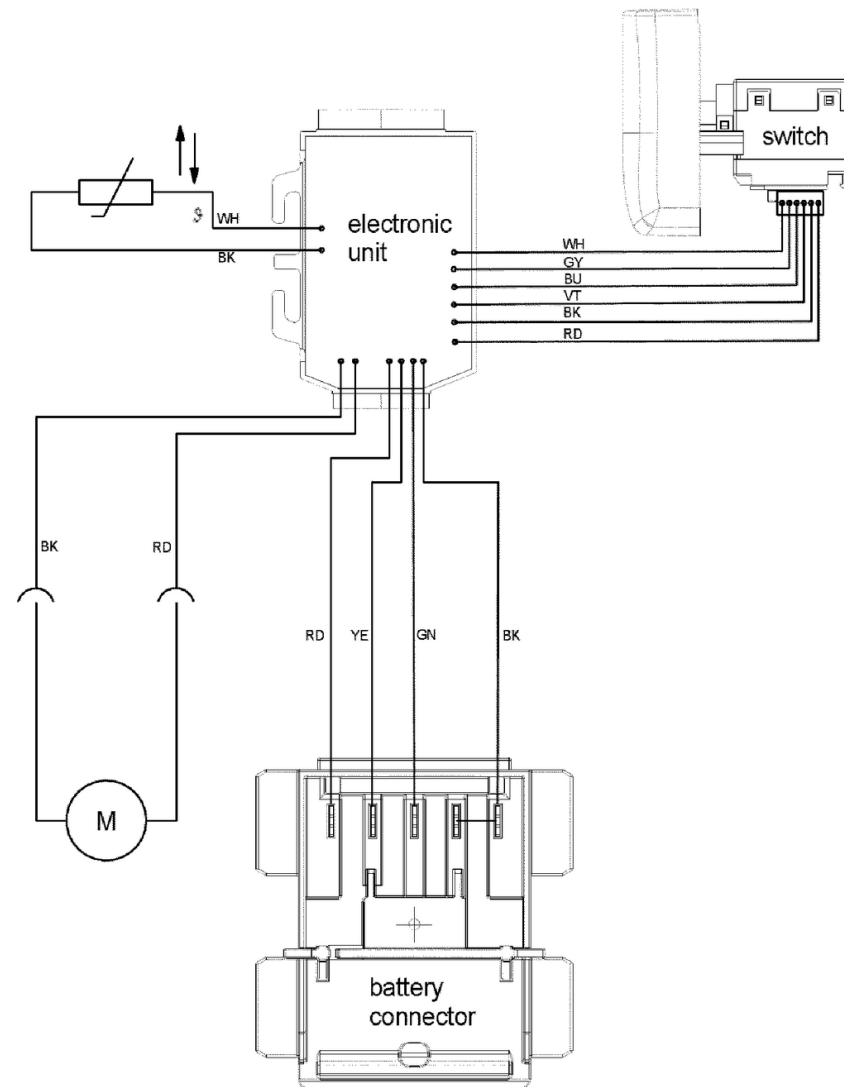 switch
WH
BK
electronic
unit
WH
GY
BU
VT
BK
RD
BK
RD
RD
YE
GN
BK
M
battery
connector